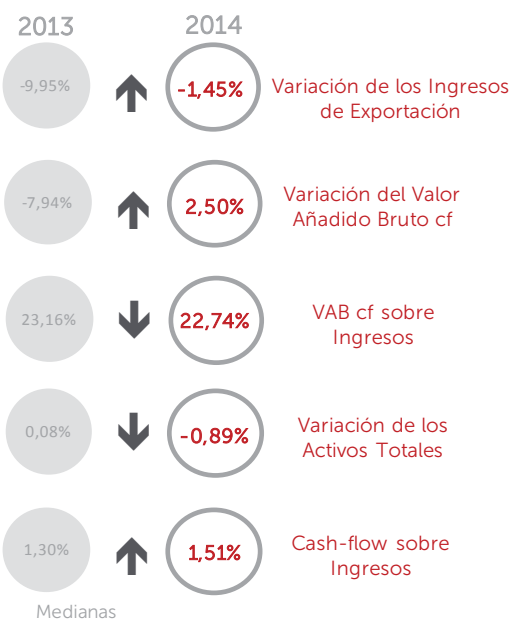 2013
2014
-9,95%
-1,45%
Variación de los Ingresos
de Exportación
-7,94%
2,50%
Variación del Valor
Añadido Bruto cf
23,16%
22,74%
VAB cf sobre
Ingresos
0,08%
-0,89%
Variación de los
Activos Totales
1,30%
1,51%
Cash-flow sobre
Ingresos
Medianas